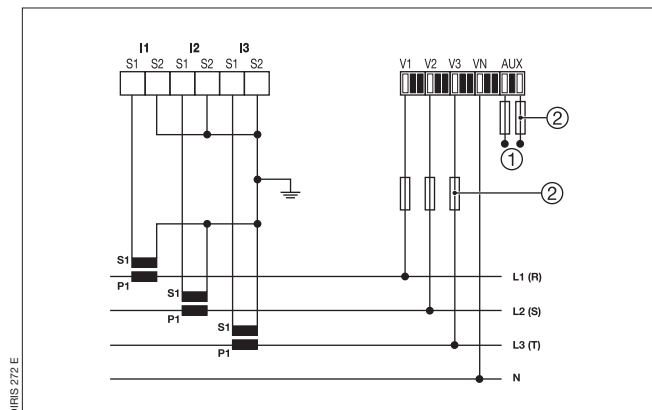 I1 I2 I3
S1 S2 S1 S2 S1 S2
V1 V2 V3 VN AUX
2
1
2
S1
P1
L1 (R)
S1
P1
L2 (S)
S1
P1
L3 (T)
N
DIRIS 272 E